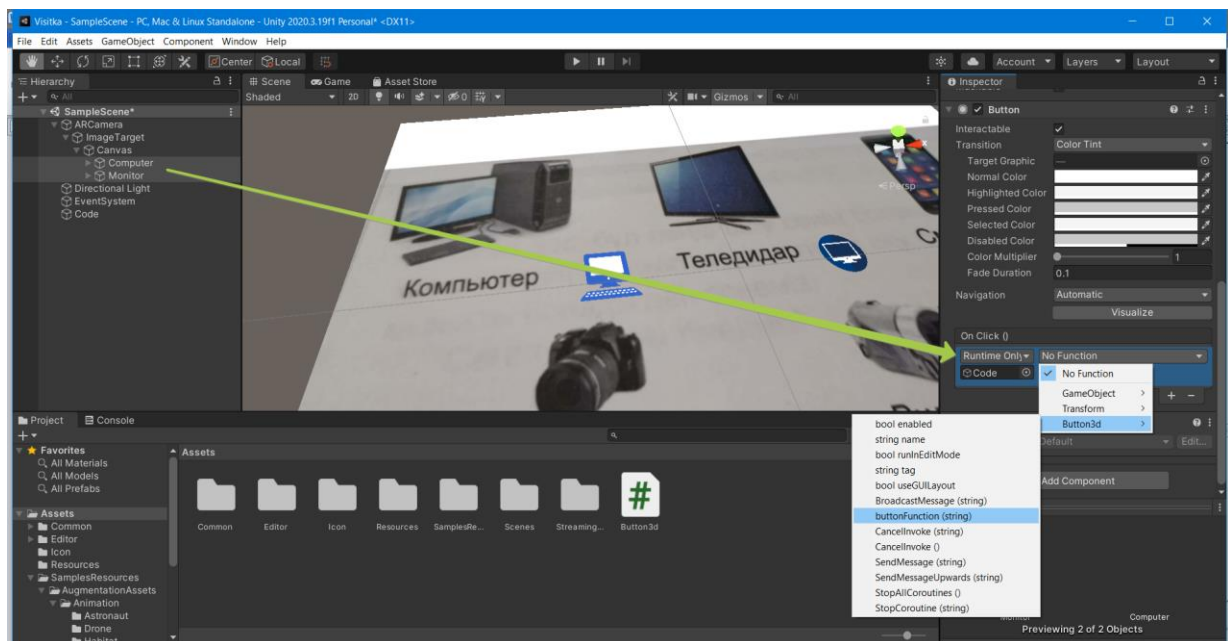 Visitka - SampleScene - PC, Mac & Linux Standalone - Unity 2020.3.19f1 Personal* <DX11>
File Edit Assets GameObject Component Window Help
Center Local Account Layers Layout
Hierarchy
All
SampleScene*
ARCamera
ImageTarget
Canvas
Computer
Monitor
Directional Light
EventSystem
Code
Scene Game Asset Store
Shaded 2D 0 Gizmos All
Persp
Компьютер
Теледидар
Inspector
Button
Interactable
Transition Color Tint
Target Graphic —
Normal Color
Highlighted Color
Pressed Color
Selected Color
Disabled Color
Color Multiplier 1
Fade Duration 0.1
Navigation Automatic
Visualize
On Click ()
Runtime Only No Function
Code
No Function
GameObject
Transform
Button3d
+ -
Default Edit...
Add Component
bool enabled
string name
bool runInEditMode
string tag
bool useGUILayout
BroadcastMessage (string)
buttonFunction (string)
CancelInvoke (string)
CancelInvoke ()
SendMessage (string)
SendMessageUpwards (string)
StopAllCoroutines ()
StopCoroutine (string)
Project Console
Favorites
All Materials
All Models
All Prefabs
Assets
Common
Editor
Icon
Resources
SamplesResources
AugmentationAssets
Animation
Astronaut
Drone
Habitat
Assets
#
Common Editor Icon Resources SamplesRe... Scenes Streaming... Button3d
Monitor Computer
Previewing 2 of 2 Objects